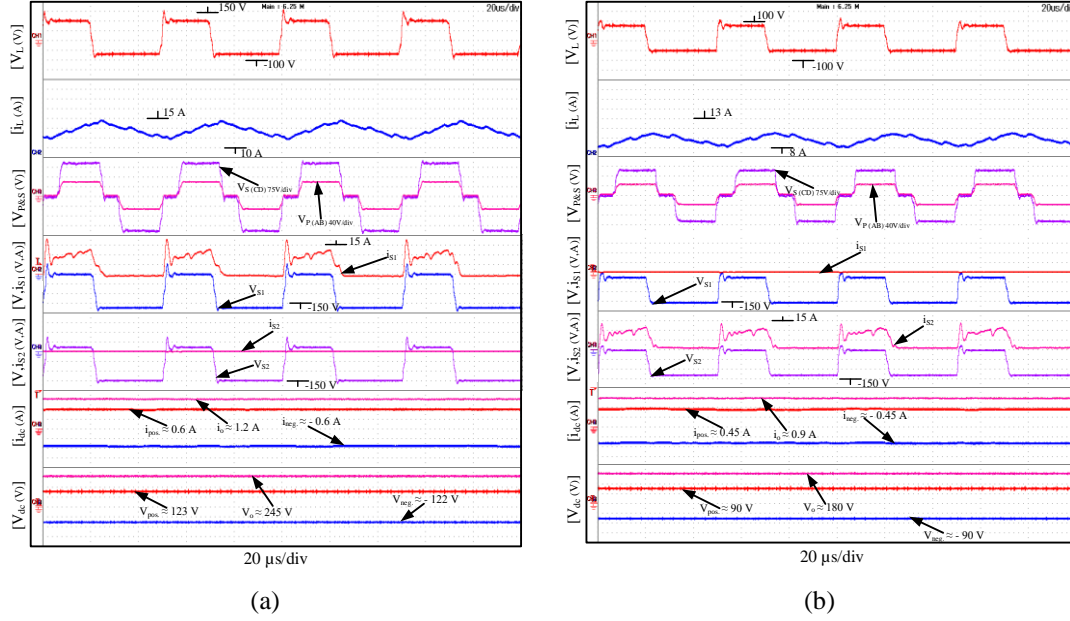 Main : 6.25 M
20us/div
150 V
[V_L (V)]
CH1
-100 V
[i_L (A)]
15 A
CH2
10 A
[V_P&S (V)]
V_S (CD) 75V/div
V_P (AB) 40V/div
[V,i_S1 (V,A)]
15 A
i_S1
V_S1
-150 V
[V,i_S2 (V,A)]
i_S2
V_S2
-150 V
[i_dc (A)]
i_pos. ≈ 0.6 A
i_o ≈ 1.2 A
i_neg. ≈ - 0.6 A
[V_dc (V)]
V_pos. ≈ 123 V
V_o ≈ 245 V
V_neg. ≈ - 122 V
20 µs/div
(a)
Main : 6.25 M
20us/div
100 V
[V_L (V)]
CH1
-100 V
[i_L (A)]
13 A
CH2
8 A
[V_P&S (V)]
V_S (CD) 75V/div
V_P (AB) 40V/div
[V,i_S1 (V,A)]
i_S1
V_S1
-150 V
[V,i_S2 (V,A)]
15 A
i_S2
V_S2
-150 V
[i_dc (A)]
i_pos. ≈ 0.45 A
i_o ≈ 0.9 A
i_neg. ≈ - 0.45 A
[V_dc (V)]
V_pos. ≈ 90 V
V_o ≈ 180 V
V_neg. ≈ - 90 V
20 µs/div
(b)